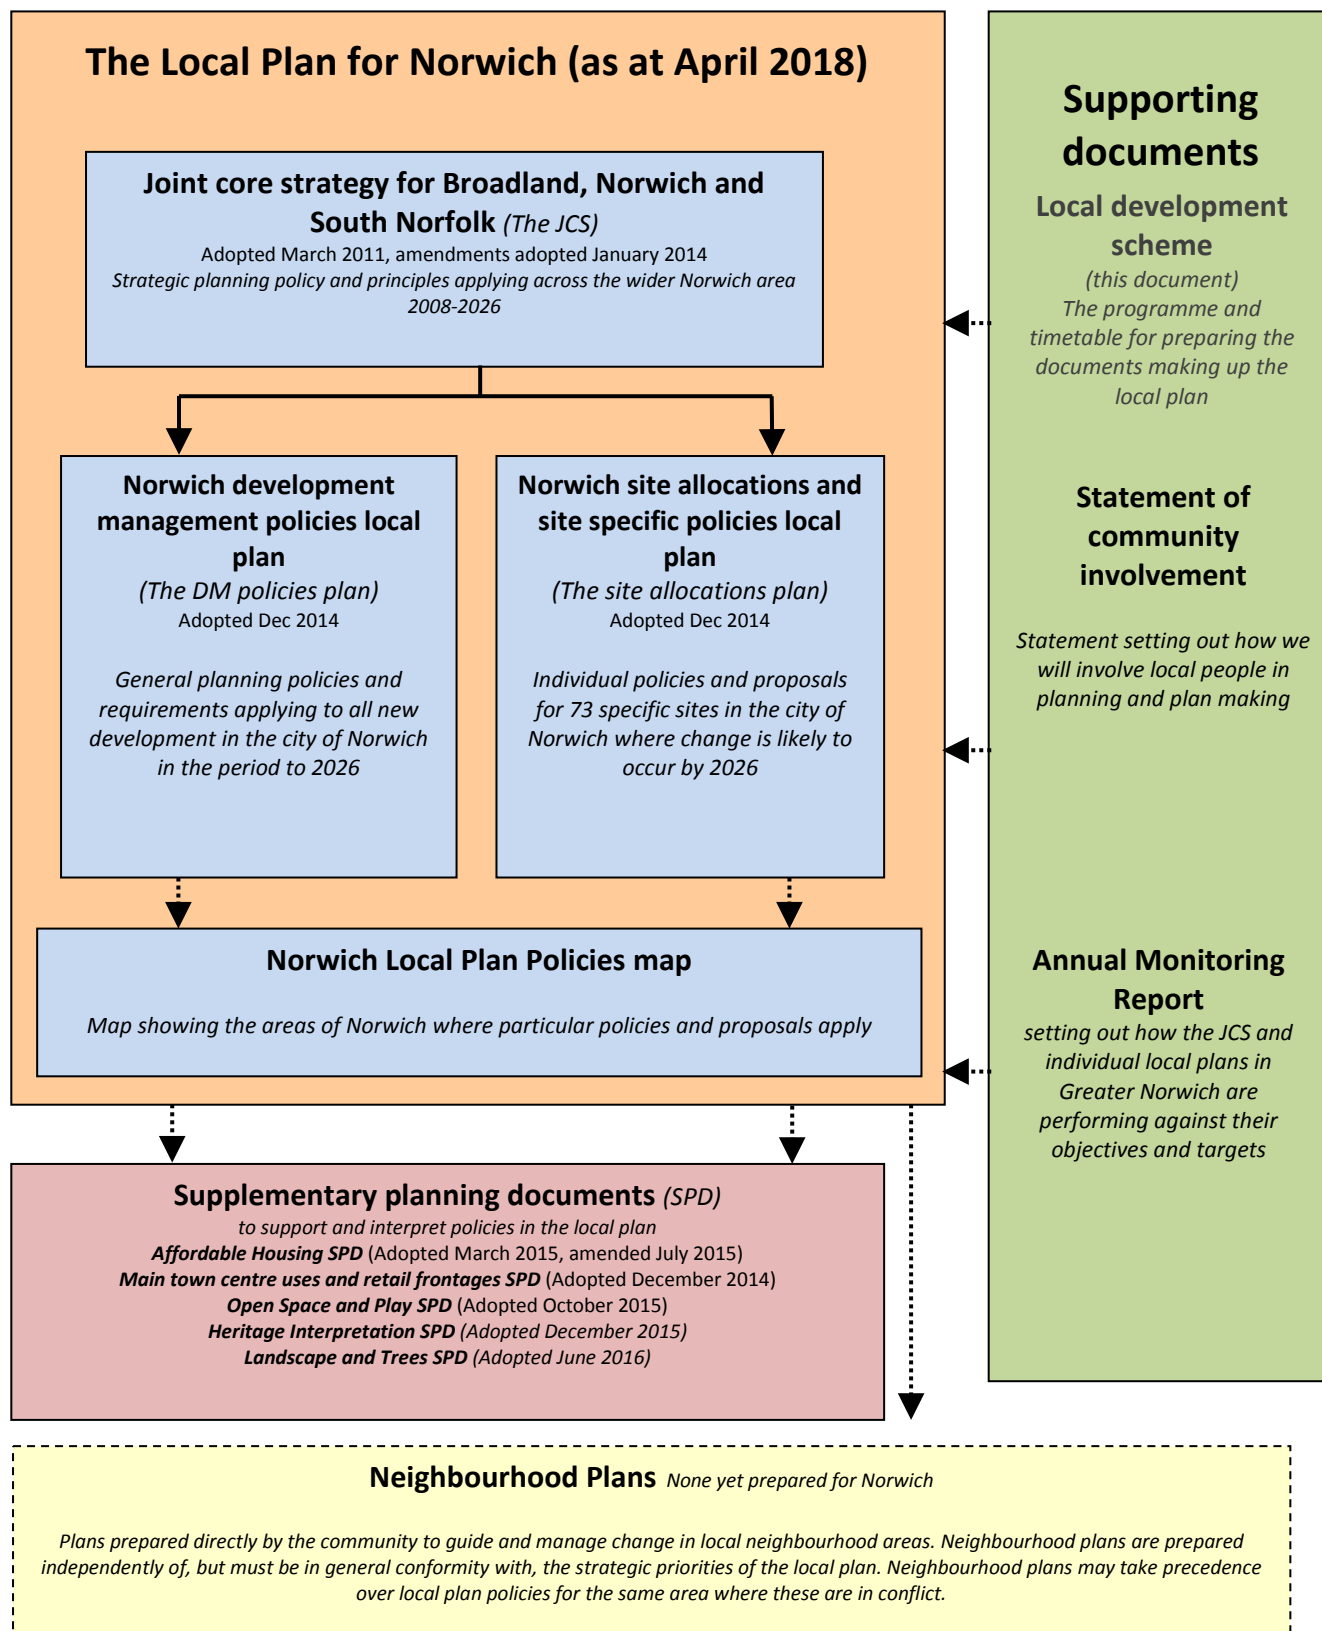 The Local Plan for Norwich (as at April 2018)
Joint core strategy for Broadland, Norwich and
South Norfolk (The JCS)
Adopted March 2011, amendments adopted January 2014
Strategic planning policy and principles applying across the wider Norwich area
2008-2026
Norwich development
management policies local
plan
(The DM policies plan)
Adopted Dec 2014
General planning policies and
requirements applying to all new
development in the city of Norwich
in the period to 2026
Norwich site allocations and
site specific policies local
plan
(The site allocations plan)
Adopted Dec 2014
Individual policies and proposals
for 73 specific sites in the city of
Norwich where change is likely to
occur by 2026
Norwich Local Plan Policies map
Map showing the areas of Norwich where particular policies and proposals apply
Supplementary planning documents (SPD)
to support and interpret policies in the local plan
Affordable Housing SPD (Adopted March 2015, amended July 2015)
Main town centre uses and retail frontages SPD (Adopted December 2014)
Open Space and Play SPD (Adopted October 2015)
Heritage Interpretation SPD (Adopted December 2015)
Landscape and Trees SPD (Adopted June 2016)
Supporting
documents
Local development
scheme
(this document)
The programme and
timetable for preparing the
documents making up the
local plan
Statement of
community
involvement
Statement setting out how we
will involve local people in
planning and plan making
Annual Monitoring
Report
setting out how the JCS and
individual local plans in
Greater Norwich are
performing against their
objectives and targets
Neighbourhood Plans None yet prepared for Norwich
Plans prepared directly by the community to guide and manage change in local neighbourhood areas. Neighbourhood plans are prepared
independently of, but must be in general conformity with, the strategic priorities of the local plan. Neighbourhood plans may take precedence
over local plan policies for the same area where these are in conflict.